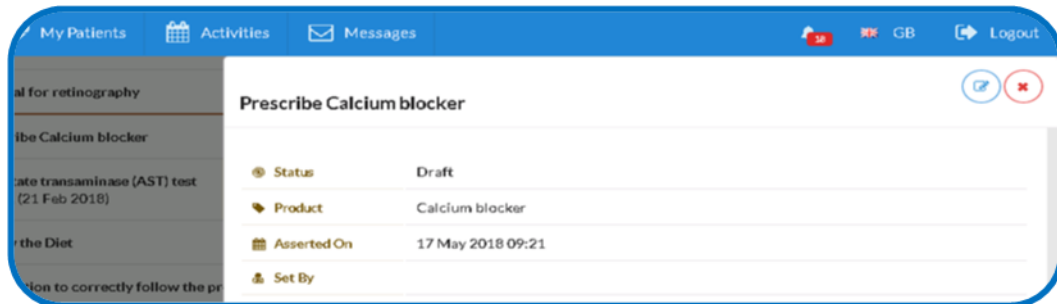 My Patients Activities Messages 10 GB Logout
al for retinography
Prescribe Calcium blocker
ibe Calcium blocker
Status Draft
tate transaminase (AST) test
(21 Feb 2018)
Product Calcium blocker
the Diet
Asserted On 17 May 2018 09:21
Set By
tion to correctly follow the pr